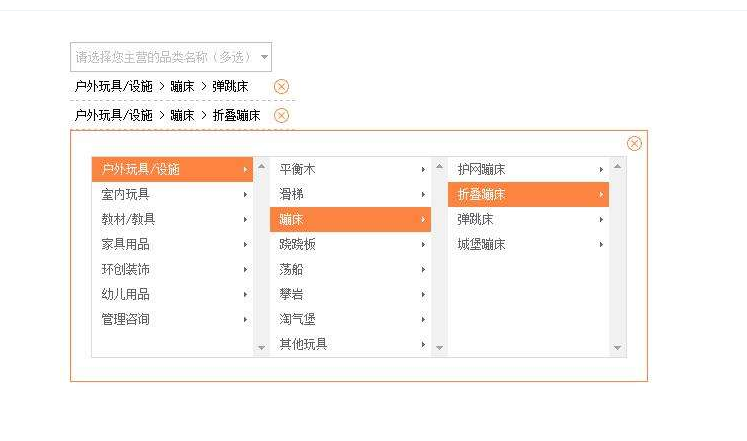 请选择您主营的品类名称（多选）
户外玩具/设施 > 蹦床 > 弹跳床
户外玩具/设施 > 蹦床 > 折叠蹦床
户外玩具/设施
室内玩具
教材/教具
家具用品
环创装饰
幼儿用品
管理咨询
平衡木
滑梯
蹦床
跷跷板
荡船
攀岩
淘气堡
其他玩具
护网蹦床
折叠蹦床
弹跳床
城堡蹦床